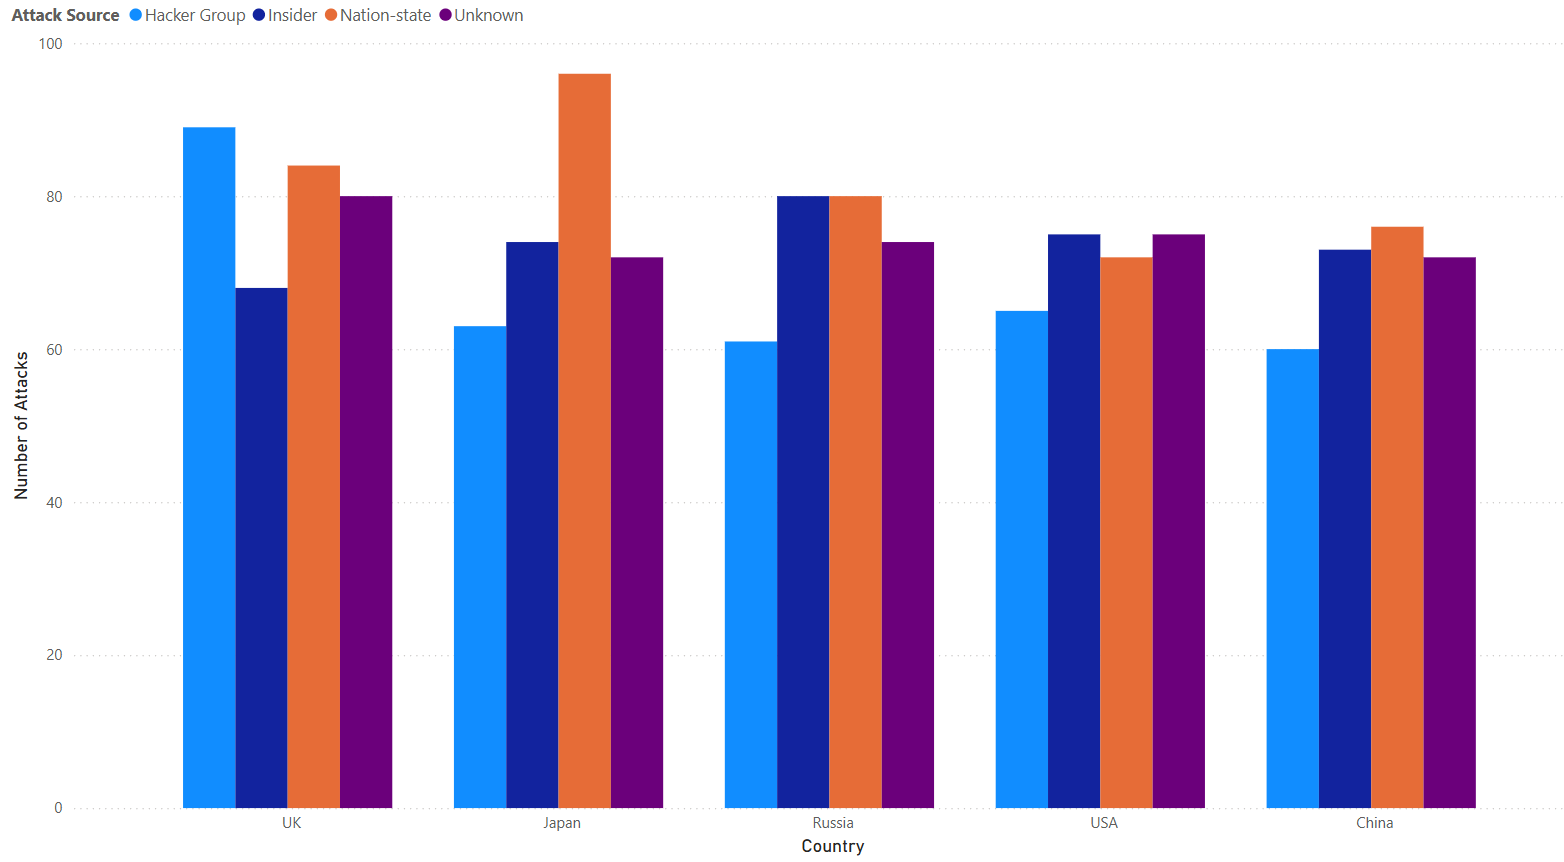 Attack Source Hacker Group Insider Nation-state Unknown
100
80
60
40
20
0
Number of Attacks
UK Japan Russia USA China
Country